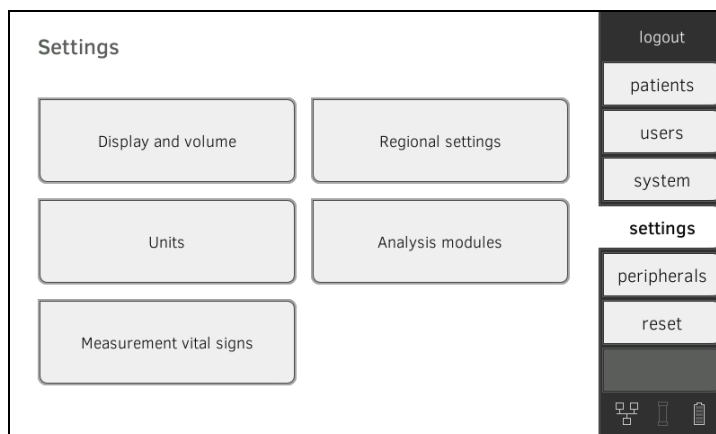 Settings
Display and volume
Regional settings
Units
Analysis modules
Measurement vital signs
logout
patients
users
system
settings
peripherals
reset